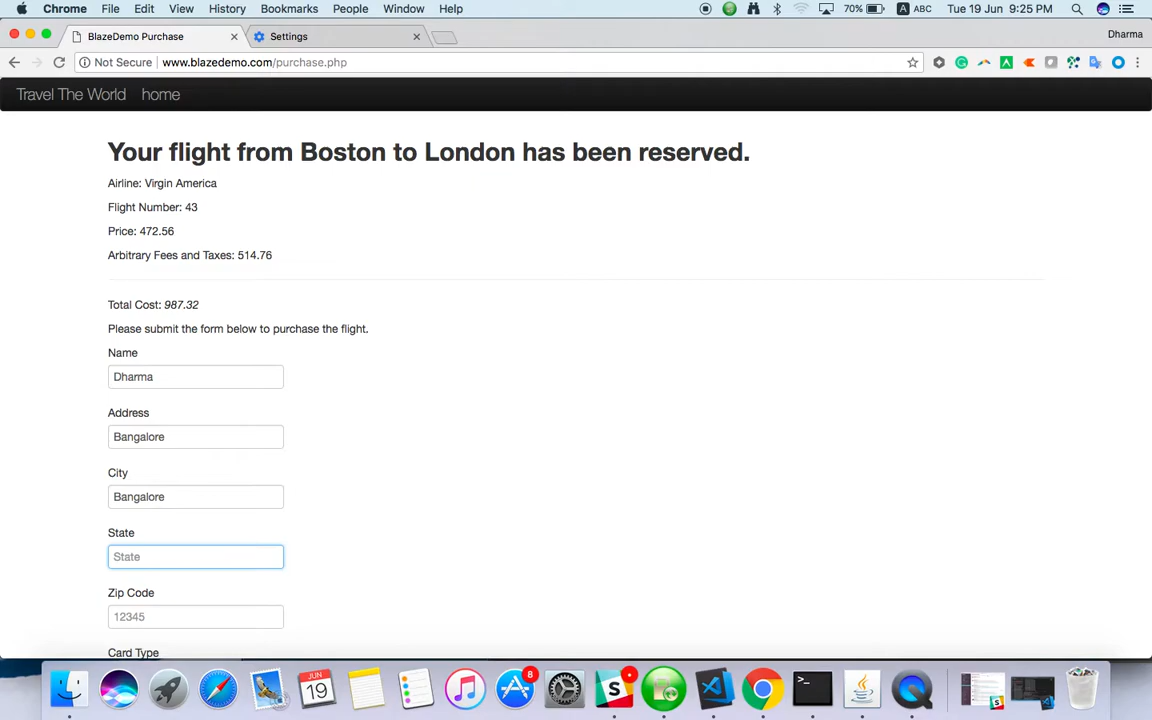 Chrome File Edit View History Bookmarks People Window Help 70% A ABC Tue 19 Jun 9:25 PM
BlazeDemo Purchase Settings Dharma
Not Secure www.blazedemo.com/purchase.php
Travel The World home
Your flight from Boston to London has been reserved.
Airline: Virgin America
Flight Number: 43
Price: 472.56
Arbitrary Fees and Taxes: 514.76
Total Cost: 987.32
Please submit the form below to purchase the flight.
Name
Dharma
Address
Bangalore
City
Bangalore
State
State
Zip Code
12345
Card Type
JUN
19
8